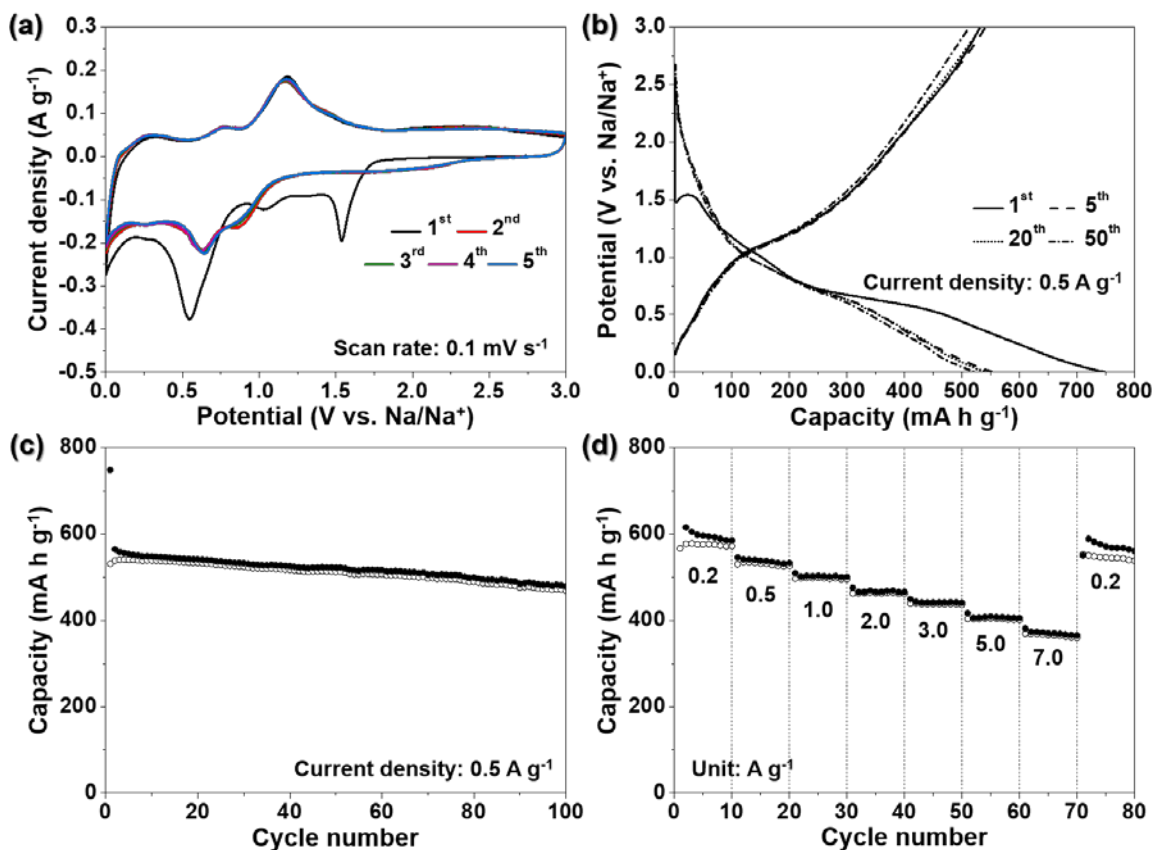 (a)
0.3
0.2
0.1
0.0
-0.1
-0.2
-0.3
-0.4
-0.5
Current density (A g⁻¹)
1ˢᵗ 2ⁿᵈ
3ʳᵈ 4ᵗʰ 5ᵗʰ
Scan rate: 0.1 mV s⁻¹
0.0 0.5 1.0 1.5 2.0 2.5 3.0
Potential (V vs. Na/Na⁺)
(b)
3.0
2.5
2.0
1.5
1.0
0.5
0.0
Potential (V vs. Na/Na⁺)
1ˢᵗ 5ᵗʰ
20ᵗʰ 50ᵗʰ
Current density: 0.5 A g⁻¹
0 100 200 300 400 500 600 700 800
Capacity (mA h g⁻¹)
(c)
800
600
400
200
0
Capacity (mA h g⁻¹)
Current density: 0.5 A g⁻¹
0 20 40 60 80 100
Cycle number
(d)
800
600
400
200
0
Capacity (mA h g⁻¹)
0.2 0.5 1.0 2.0 3.0 5.0 7.0 0.2
Unit: A g⁻¹
0 10 20 30 40 50 60 70 80
Cycle number